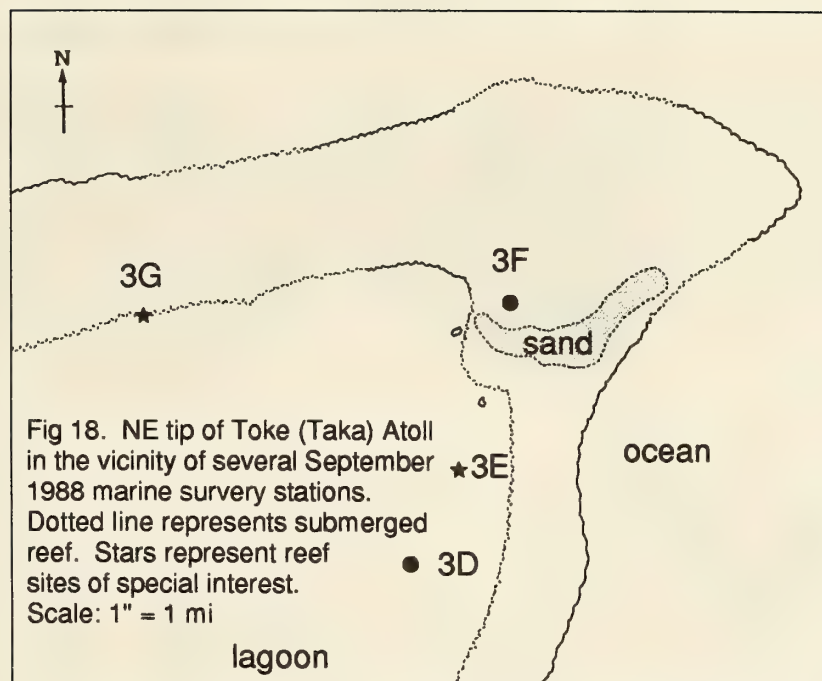 N
3G
3F
sand
Fig 18. NE tip of Toke (Taka) Atoll
in the vicinity of several September
1988 marine survery stations.
Dotted line represents submerged
reef. Stars represent reef
sites of special interest.
Scale: 1" = 1 mi
3E
ocean
3D
lagoon